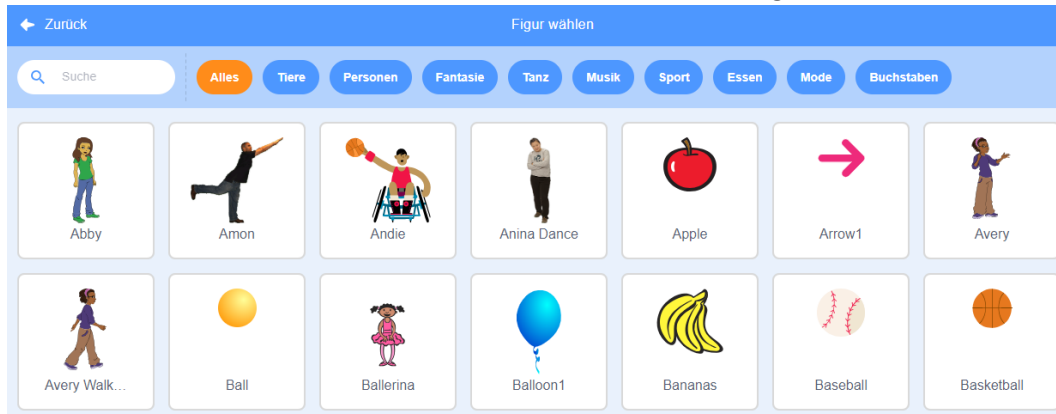 Zurück
Figur wählen
Suche
Alles
Tiere
Personen
Fantasie
Tanz
Musik
Sport
Essen
Mode
Buchstaben
Abby
Amon
Andie
Anina Dance
Apple
Arrow1
Avery
Avery Walk...
Ball
Ballerina
Balloon1
Bananas
Baseball
Basketball